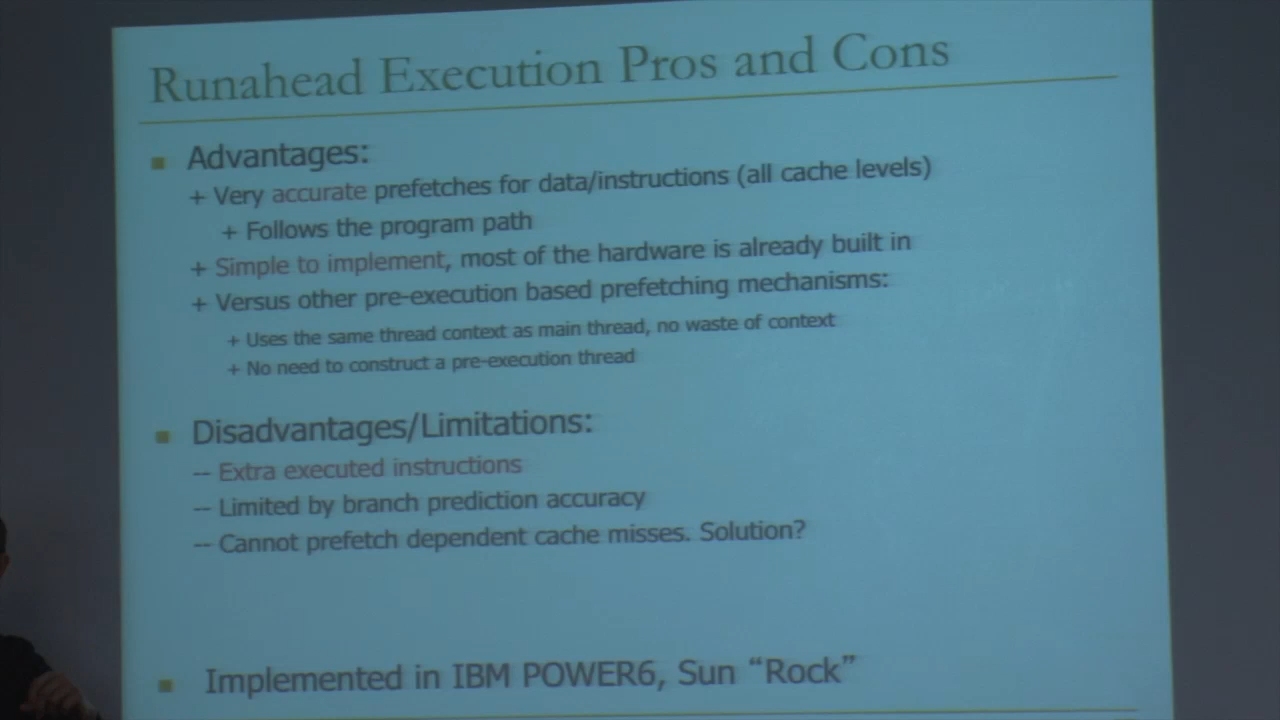 Runahead Execution Pros and Cons
Advantages:
+ Very accurate prefetches for data/instructions (all cache levels)
+ Follows the program path
+ Simple to implement, most of the hardware is already built in
+ Versus other pre-execution based prefetching mechanisms:
+ Uses the same thread context as main thread, no waste of context
+ No need to construct a pre-execution thread
Disadvantages/Limitations:
-- Extra executed instructions
-- Limited by branch prediction accuracy
-- Cannot prefetch dependent cache misses. Solution?
Implemented in IBM POWER6, Sun “Rock”